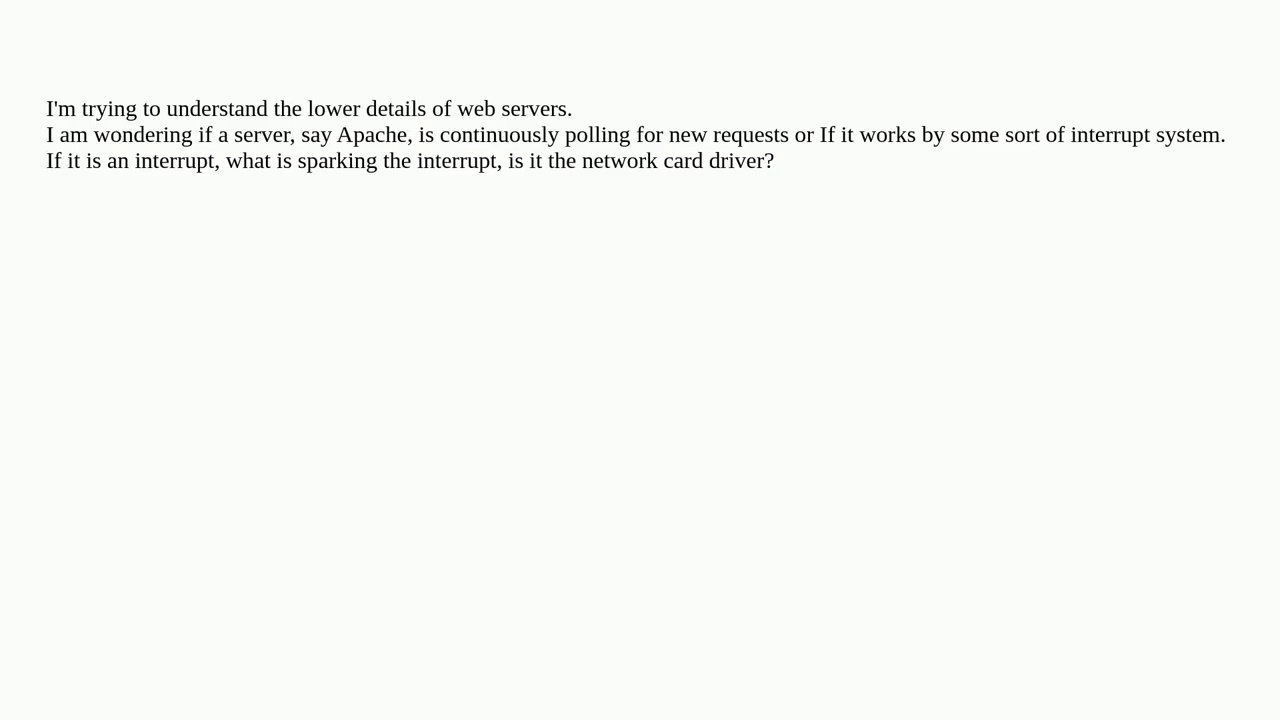 I'm trying to understand the lower details of web servers.
I am wondering if a server, say Apache, is continuously polling for new requests or If it works by some sort of interrupt system.
If it is an interrupt, what is sparking the interrupt, is it the network card driver?